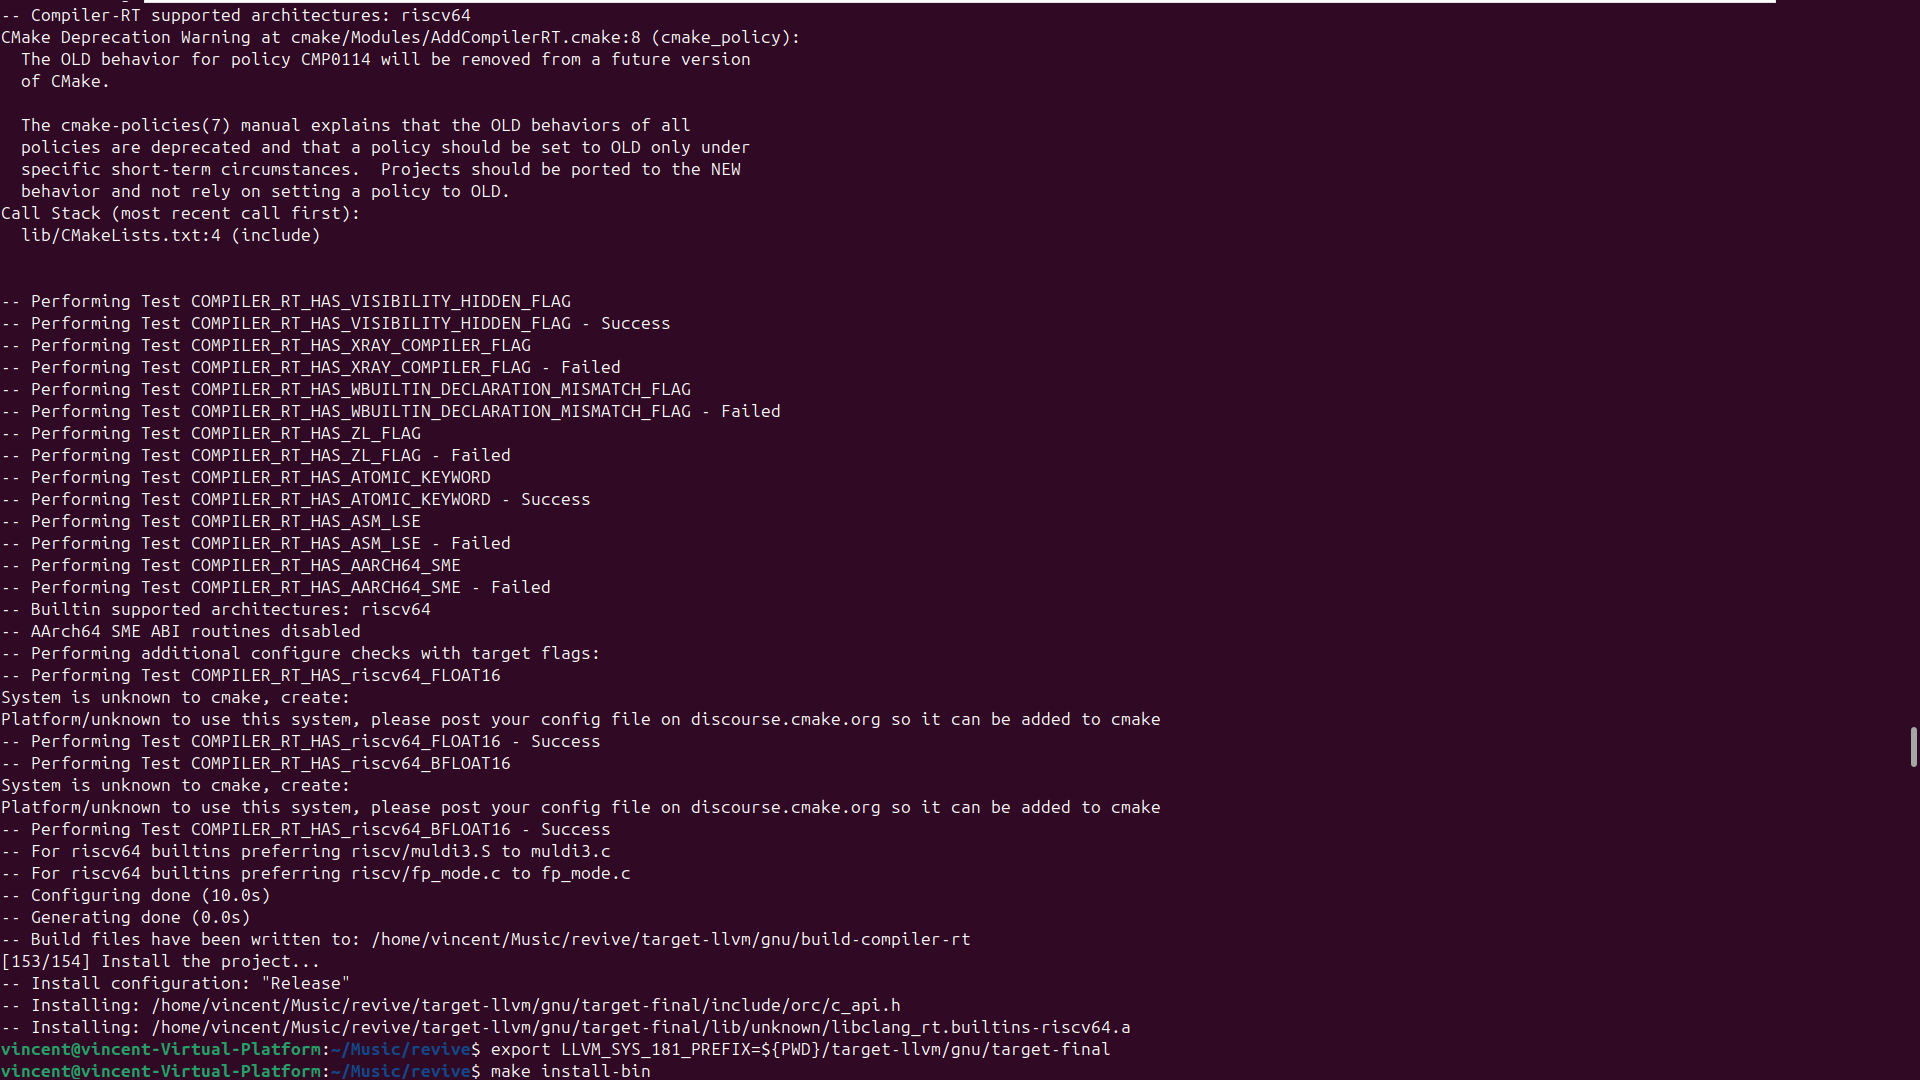 -- Compiler-RT supported architectures: riscv64
CMake Deprecation Warning at cmake/Modules/AddCompilerRT.cmake:8 (cmake_policy):
  The OLD behavior for policy CMP0114 will be removed from a future version
  of CMake.

  The cmake-policies(7) manual explains that the OLD behaviors of all
  policies are deprecated and that a policy should be set to OLD only under
  specific short-term circumstances.  Projects should be ported to the NEW
  behavior and not rely on setting a policy to OLD.
Call Stack (most recent call first):
  lib/CMakeLists.txt:4 (include)


-- Performing Test COMPILER_RT_HAS_VISIBILITY_HIDDEN_FLAG
-- Performing Test COMPILER_RT_HAS_VISIBILITY_HIDDEN_FLAG - Success
-- Performing Test COMPILER_RT_HAS_XRAY_COMPILER_FLAG
-- Performing Test COMPILER_RT_HAS_XRAY_COMPILER_FLAG - Failed
-- Performing Test COMPILER_RT_HAS_WBUILTIN_DECLARATION_MISMATCH_FLAG
-- Performing Test COMPILER_RT_HAS_WBUILTIN_DECLARATION_MISMATCH_FLAG - Failed
-- Performing Test COMPILER_RT_HAS_ZL_FLAG
-- Performing Test COMPILER_RT_HAS_ZL_FLAG - Failed
-- Performing Test COMPILER_RT_HAS_ATOMIC_KEYWORD
-- Performing Test COMPILER_RT_HAS_ATOMIC_KEYWORD - Success
-- Performing Test COMPILER_RT_HAS_ASM_LSE
-- Performing Test COMPILER_RT_HAS_ASM_LSE - Failed
-- Performing Test COMPILER_RT_HAS_AARCH64_SME
-- Performing Test COMPILER_RT_HAS_AARCH64_SME - Failed
-- Builtin supported architectures: riscv64
-- AArch64 SME ABI routines disabled
-- Performing additional configure checks with target flags:
-- Performing Test COMPILER_RT_HAS_riscv64_FLOAT16
System is unknown to cmake, create:
Platform/unknown to use this system, please post your config file on discourse.cmake.org so it can be added to cmake
-- Performing Test COMPILER_RT_HAS_riscv64_FLOAT16 - Success
-- Performing Test COMPILER_RT_HAS_riscv64_BFLOAT16
System is unknown to cmake, create:
Platform/unknown to use this system, please post your config file on discourse.cmake.org so it can be added to cmake
-- Performing Test COMPILER_RT_HAS_riscv64_BFLOAT16 - Success
-- For riscv64 builtins preferring riscv/muldi3.S to muldi3.c
-- For riscv64 builtins preferring riscv/fp_mode.c to fp_mode.c
-- Configuring done (10.0s)
-- Generating done (0.0s)
-- Build files have been written to: /home/vincent/Music/revive/target-llvm/gnu/build-compiler-rt
[153/154] Install the project...
-- Install configuration: "Release"
-- Installing: /home/vincent/Music/revive/target-llvm/gnu/target-final/include/orc/c_api.h
-- Installing: /home/vincent/Music/revive/target-llvm/gnu/target-final/lib/unknown/libclang_rt.builtins-riscv64.a
vincent@vincent-Virtual-Platform:~/Music/revive$ export LLVM_SYS_181_PREFIX=${PWD}/target-llvm/gnu/target-final
vincent@vincent-Virtual-Platform:~/Music/revive$ make install-bin